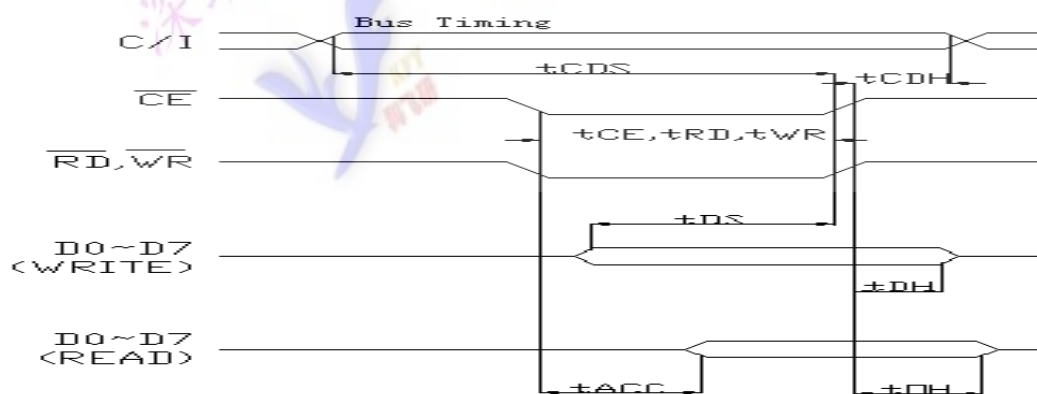 Bus Timing
C/I
tCDS
tCDH
CE
tCE,tRD,tWR
RD,WR
tDS
D0~D7
(WRITE)
tDH
D0~D7
(READ)
tACC
tOH